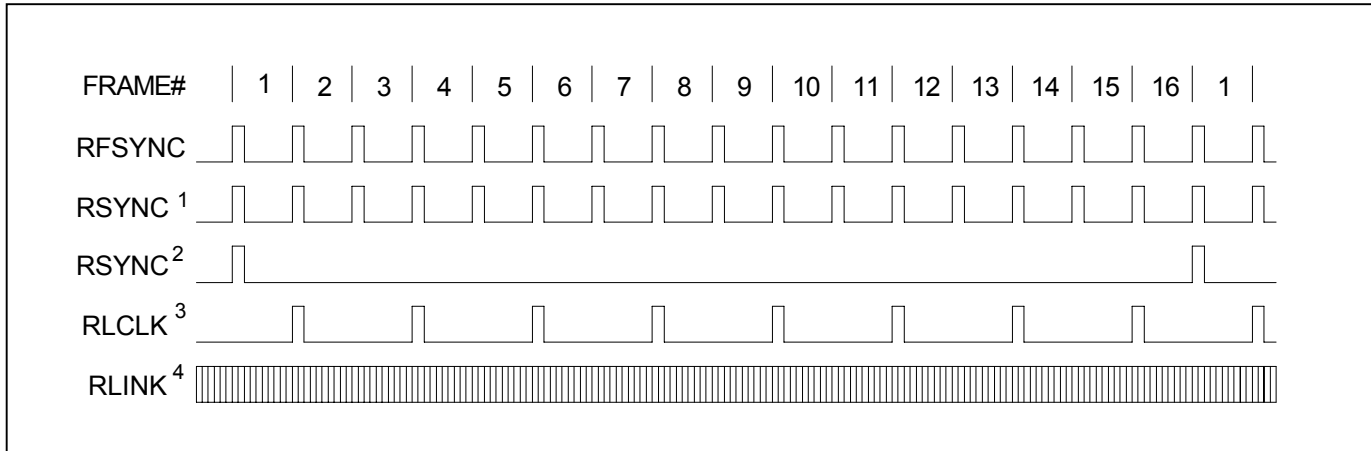 FRAME# 1 2 3 4 5 6 7 8 9 10 11 12 13 14 15 16 1
RFSYNC
RSYNC 1
RSYNC 2
RLCLK 3
RLINK 4